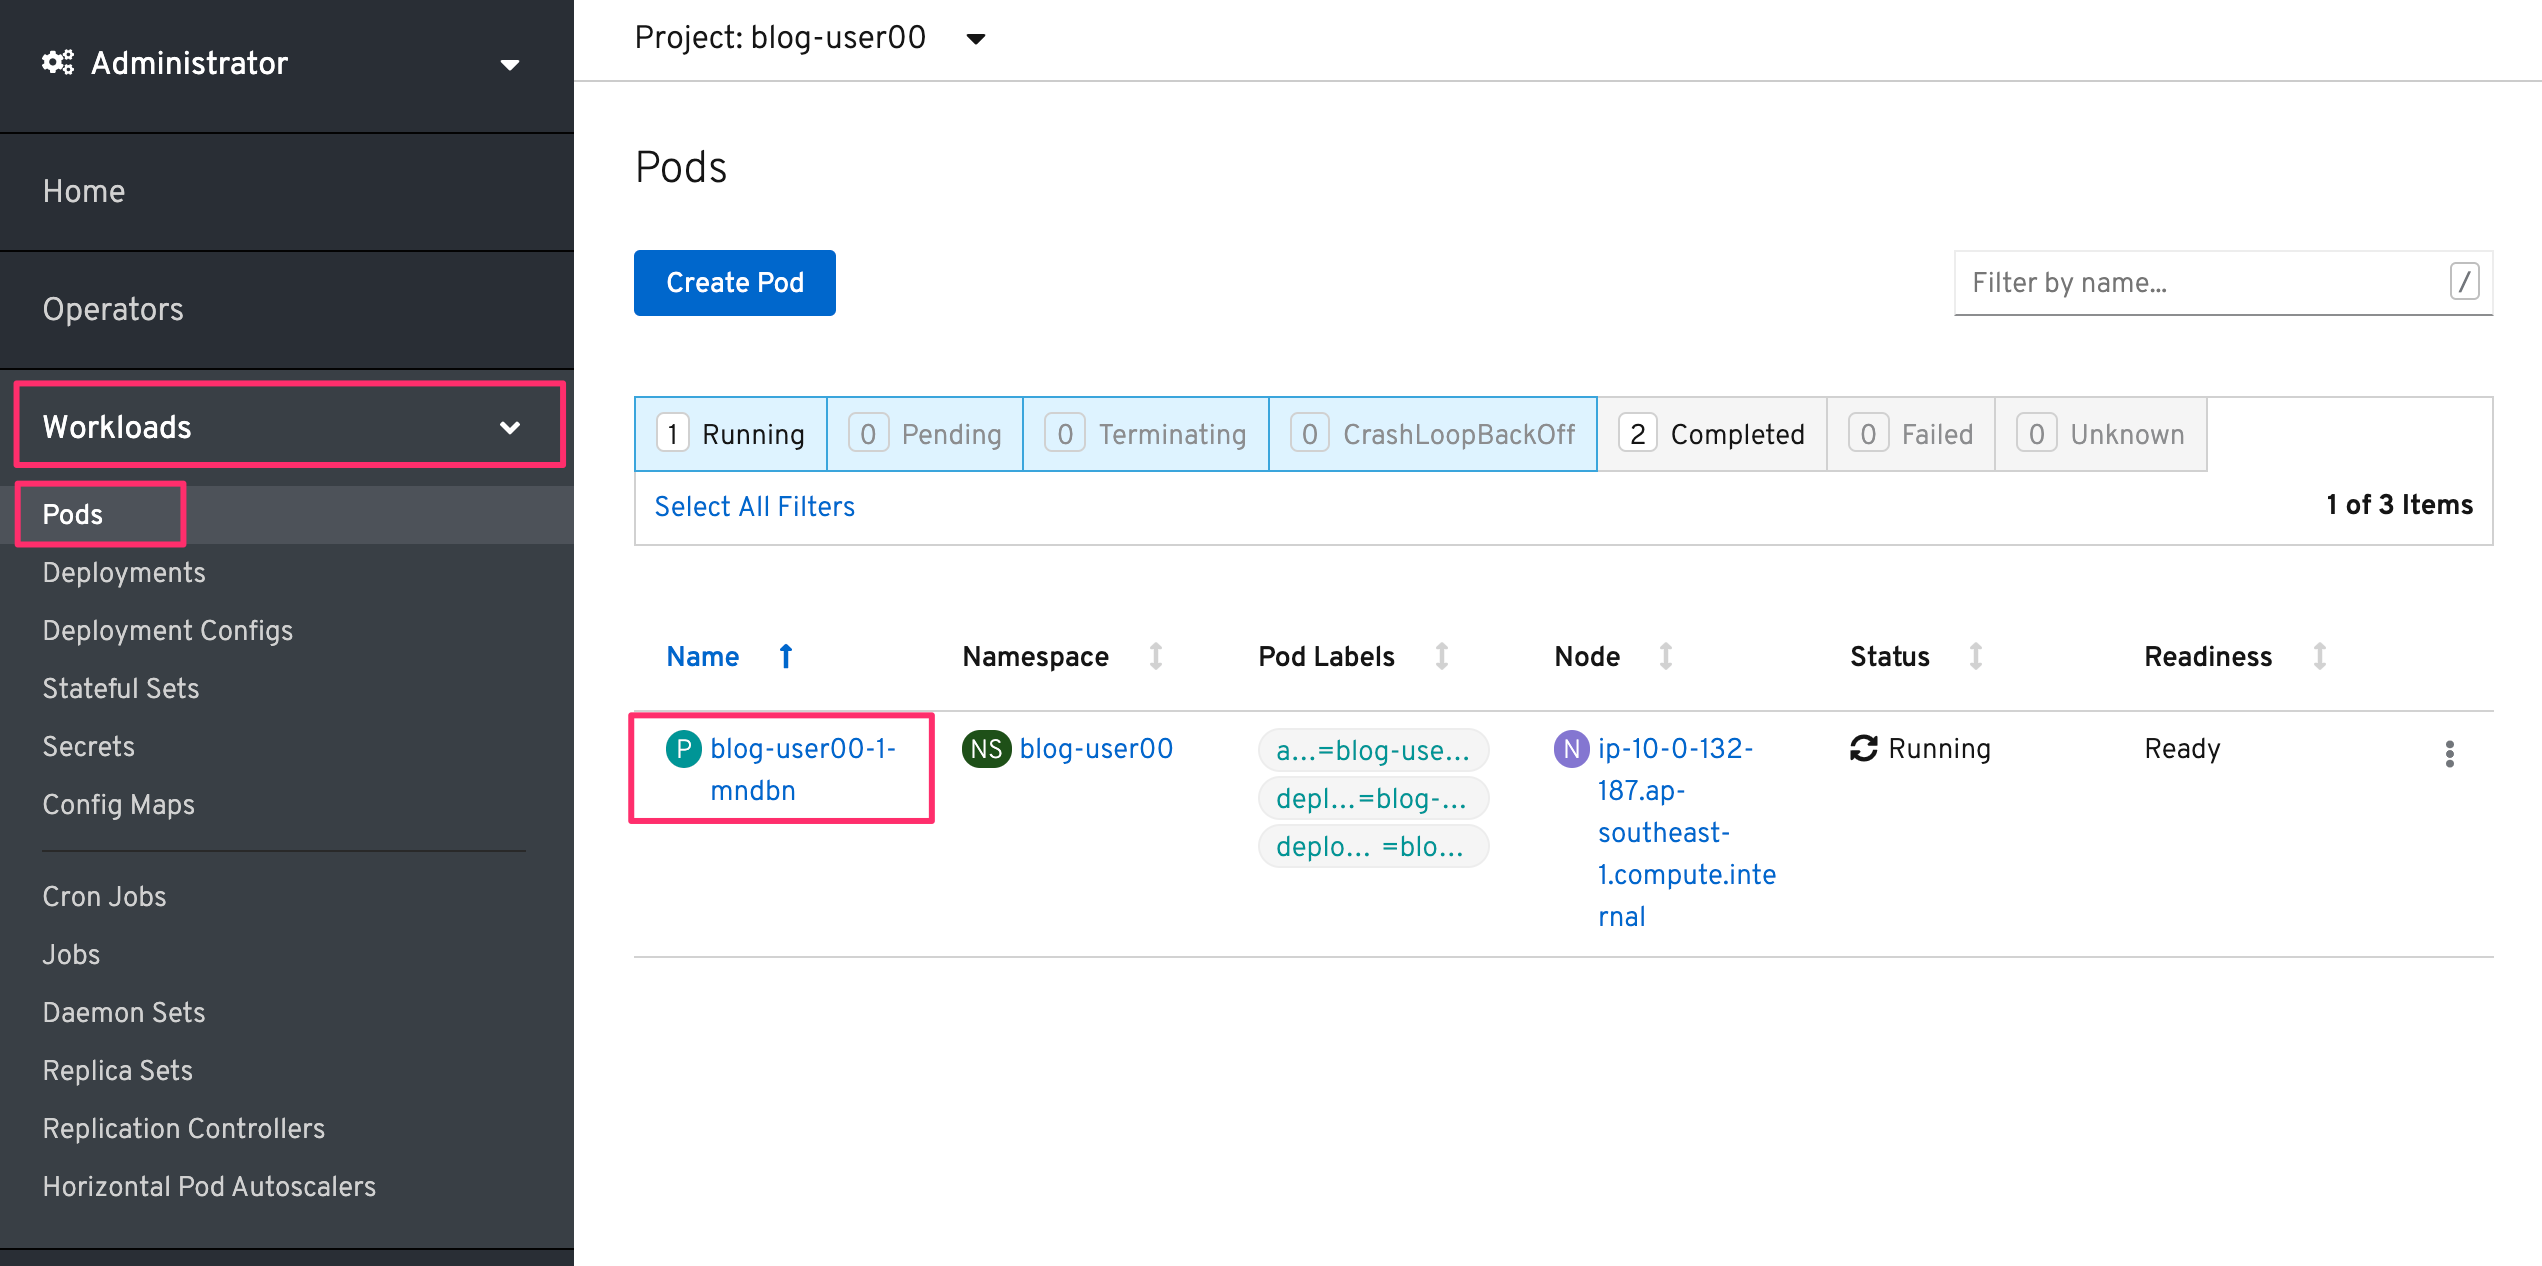 Administrator
Home
Operators
Workloads
Pods
Deployments
Deployment Configs
Stateful Sets
Secrets
Config Maps
Cron Jobs
Jobs
Daemon Sets
Replica Sets
Replication Controllers
Horizontal Pod Autoscalers
Project: blog-user00
Pods
Create Pod
Filter by name... /
1 Running 0 Pending 0 Terminating 0 CrashLoopBackOff 2 Completed 0 Failed 0 Unknown
Select All Filters
1 of 3 Items
Name Namespace Pod Labels Node Status Readiness
P blog-user00-1-
mndbn
NS blog-user00
a...=blog-use...
depl...=blog-...
deplo... =blo...
N ip-10-0-132-
187.ap-
southeast-
1.compute.inte
rnal
Running
Ready